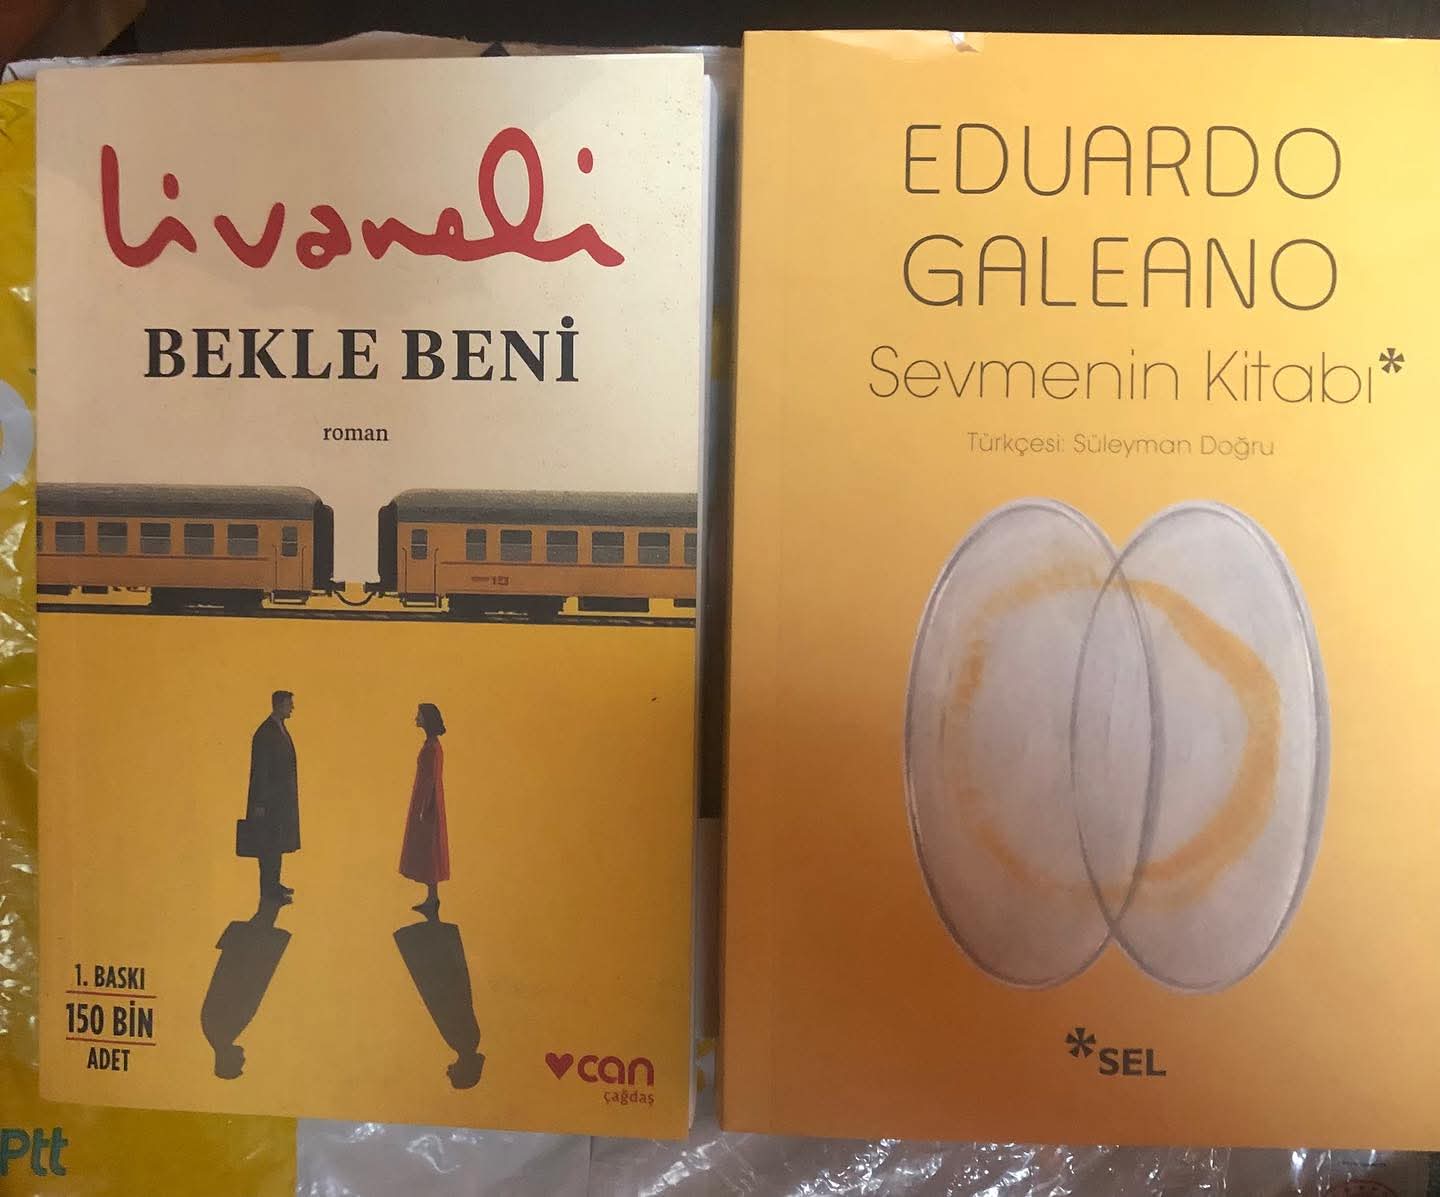 livaneli
BEKLE BENİ
roman
1. BASKI
150 BİN
ADET
can
çağdaş
EDUARDO
GALEANO
Sevmenin Kitabı*
Türkçesi: Süleyman Doğru
*SEL
Ptt